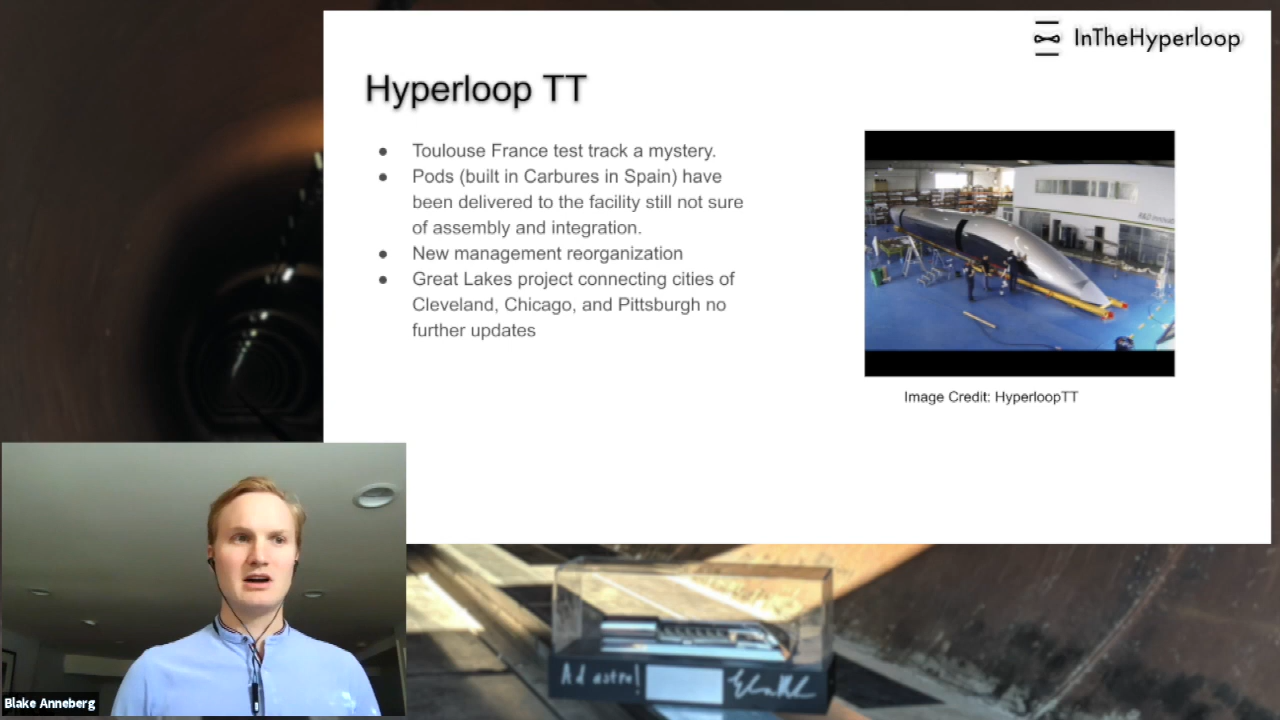 InTheHyperloop
Hyperloop TT
● Toulouse France test track a mystery.
● Pods (built in Carbures in Spain) have
been delivered to the facility still not sure
of assembly and integration.
● New management reorganization
● Great Lakes project connecting cities of
Cleveland, Chicago, and Pittsburgh no
further updates
Image Credit: HyperloopTT
Blake Anneberg
Ad astra!